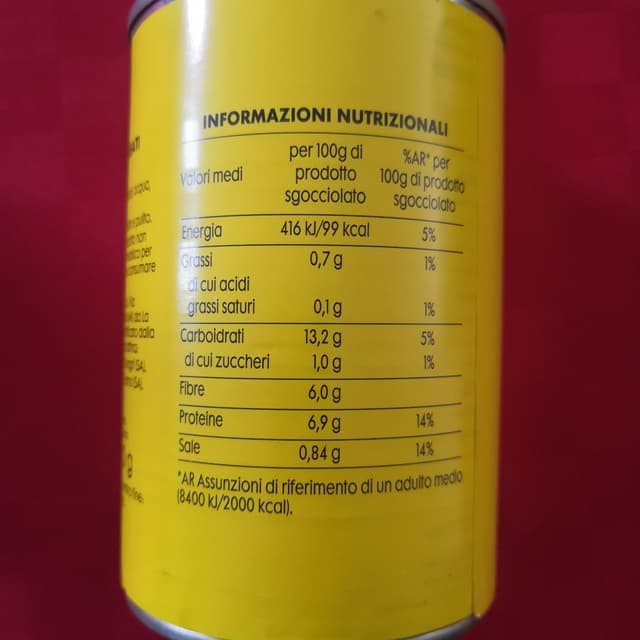 INFORMAZIONI NUTRIZIONALI
Valori medi per 100g di prodotto sgocciolato %AR* per 100g di prodotto sgocciolato
Energia 416 kJ/99 kcal 5%
Grassi 0,7 g 1%
di cui acidi
grassi saturi 0,1 g 1%
Carboidrati 13,2 g 5%
di cui zuccheri 1,0 g 1%
Fibre 6,0 g
Proteine 6,9 g 14%
Sale 0,84 g 14%
*AR Assunzioni di riferimento di un adulto medio
(8400 kJ/2000 kcal).